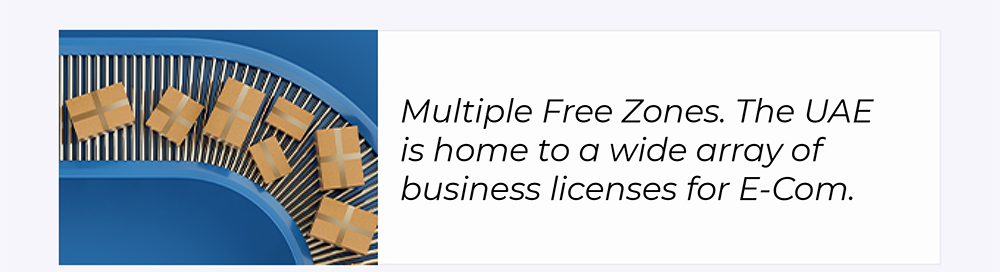 Multiple Free Zones. The UAE
is home to a wide array of
business licenses for E-Com.